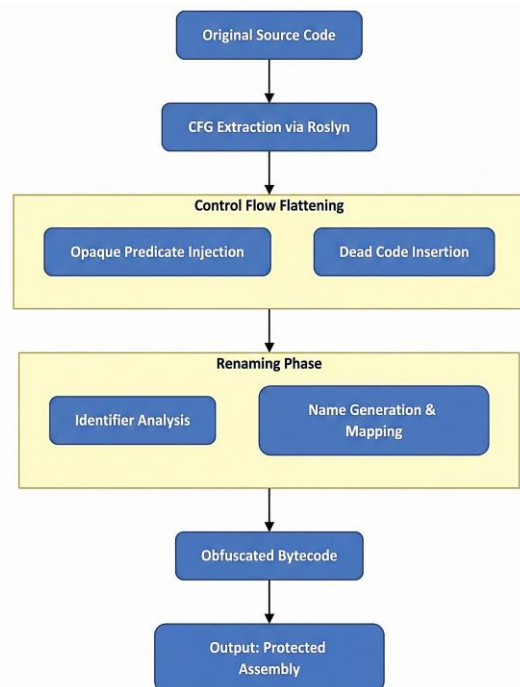 Original Source Code
CFG Extraction via Roslyn
Control Flow Flattening
Opaque Predicate Injection
Dead Code Insertion
Renaming Phase
Identifier Analysis
Name Generation &
Mapping
Obfuscated Bytecode
Output: Protected
Assembly